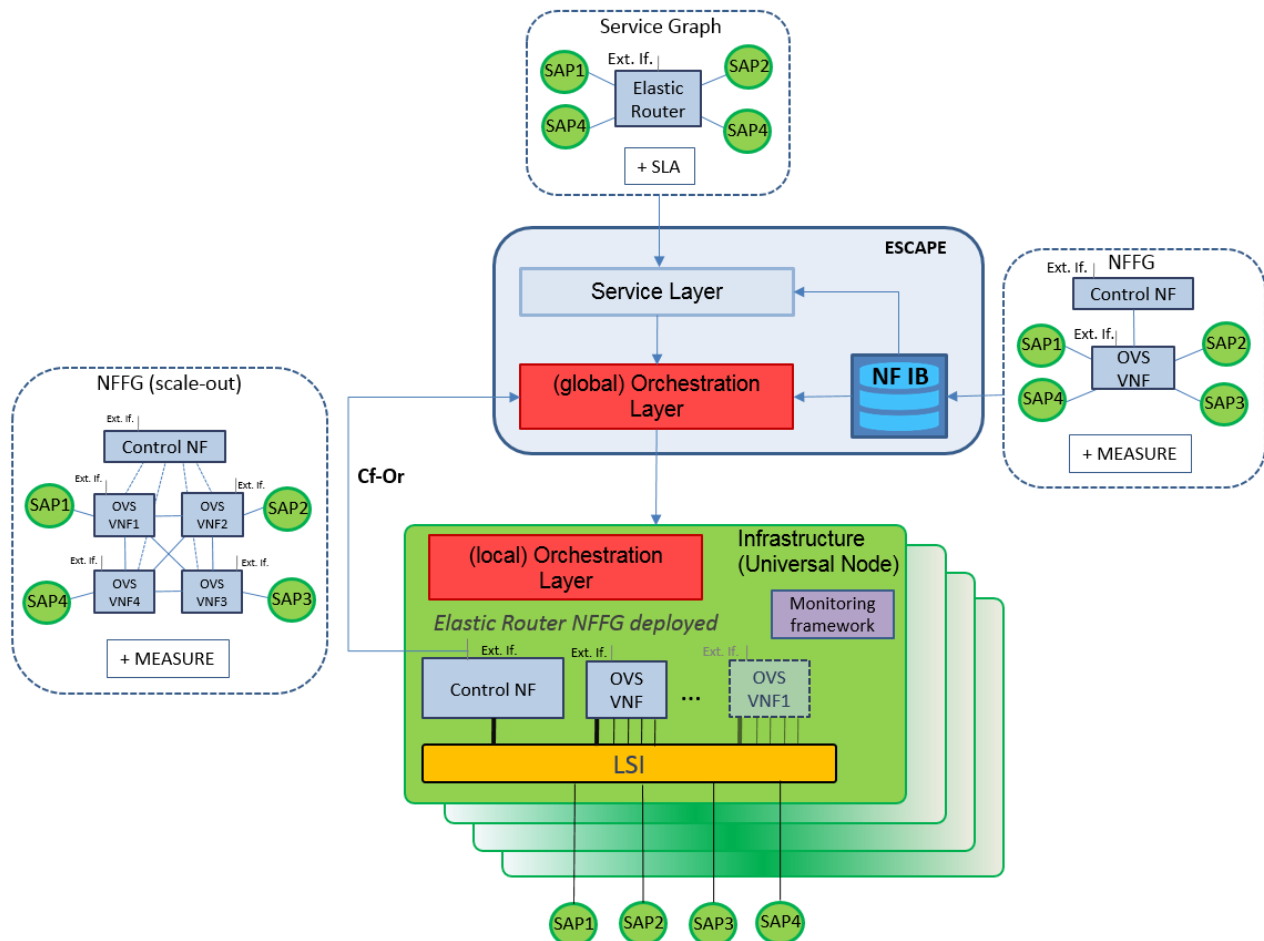 Service Graph
Ext. If.
SAP1
SAP2
Elastic
Router
SAP4
SAP4
+ SLA
ESCAPE
Service Layer
(global) Orchestration
Layer
NF IB
NFFG
Ext. If.
Control NF
Ext. If.
SAP1
SAP2
OVS
VNF
SAP4
SAP3
+ MEASURE
NFFG (scale-out)
Ext. If.
Control NF
Ext. If.
Ext. If.
SAP1
OVS
VNF1
OVS
VNF2
SAP2
Ext. If.
Ext. If.
SAP4
OVS
VNF4
OVS
VNF3
SAP3
+ MEASURE
Cf-Or
Infrastructure
(Universal Node)
(local) Orchestration
Layer
Monitoring
framework
Elastic Router NFFG deployed
Ext. If.
Ext. If.
Ext. If.
Control NF
OVS
VNF
...
OVS
VNF1
LSI
SAP1
SAP2
SAP3
SAP4